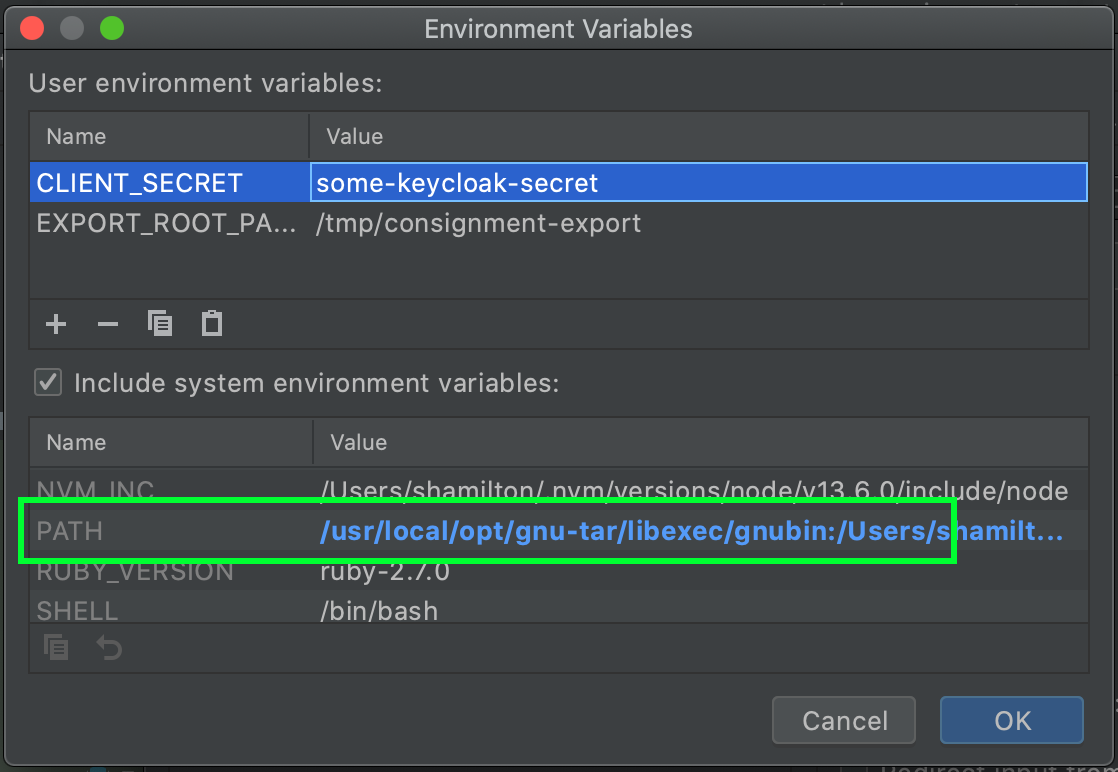 Environment Variables
User environment variables:
Name Value
CLIENT_SECRET some-keycloak-secret
EXPORT_ROOT_PA... /tmp/consignment-export
Include system environment variables:
Name Value
NVM_INC /Users/shamilton/.nvm/versions/node/v13.6.0/include/node
PATH /usr/local/opt/gnu-tar/libexec/gnubin:/Users/shamilt...
RUBY_VERSION ruby-2.7.0
SHELL /bin/bash
Cancel OK